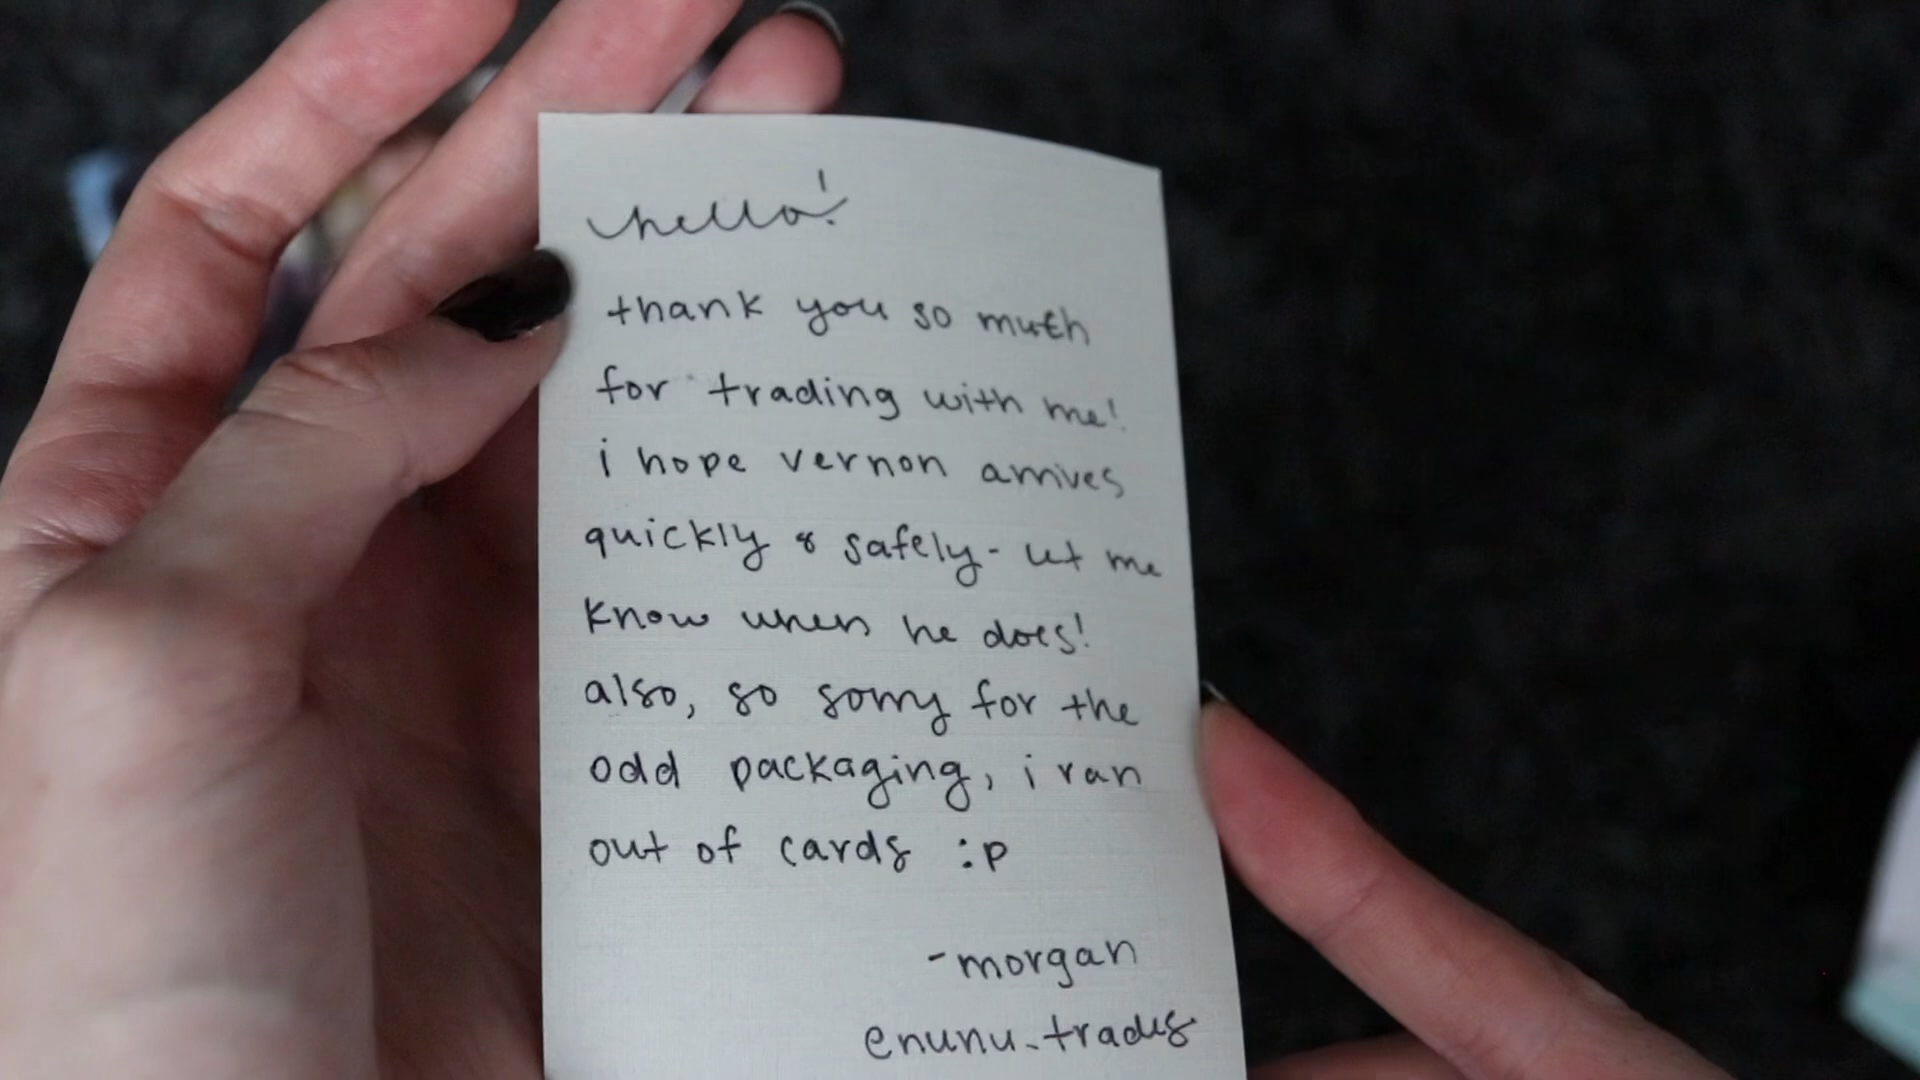 hello!
thank you so much
for trading with me!
i hope vernon arrives
quickly & safely - let me
know when he does!
also, so sorry for the
odd packaging, i ran
out of cards :p
-morgan
enunu_trades